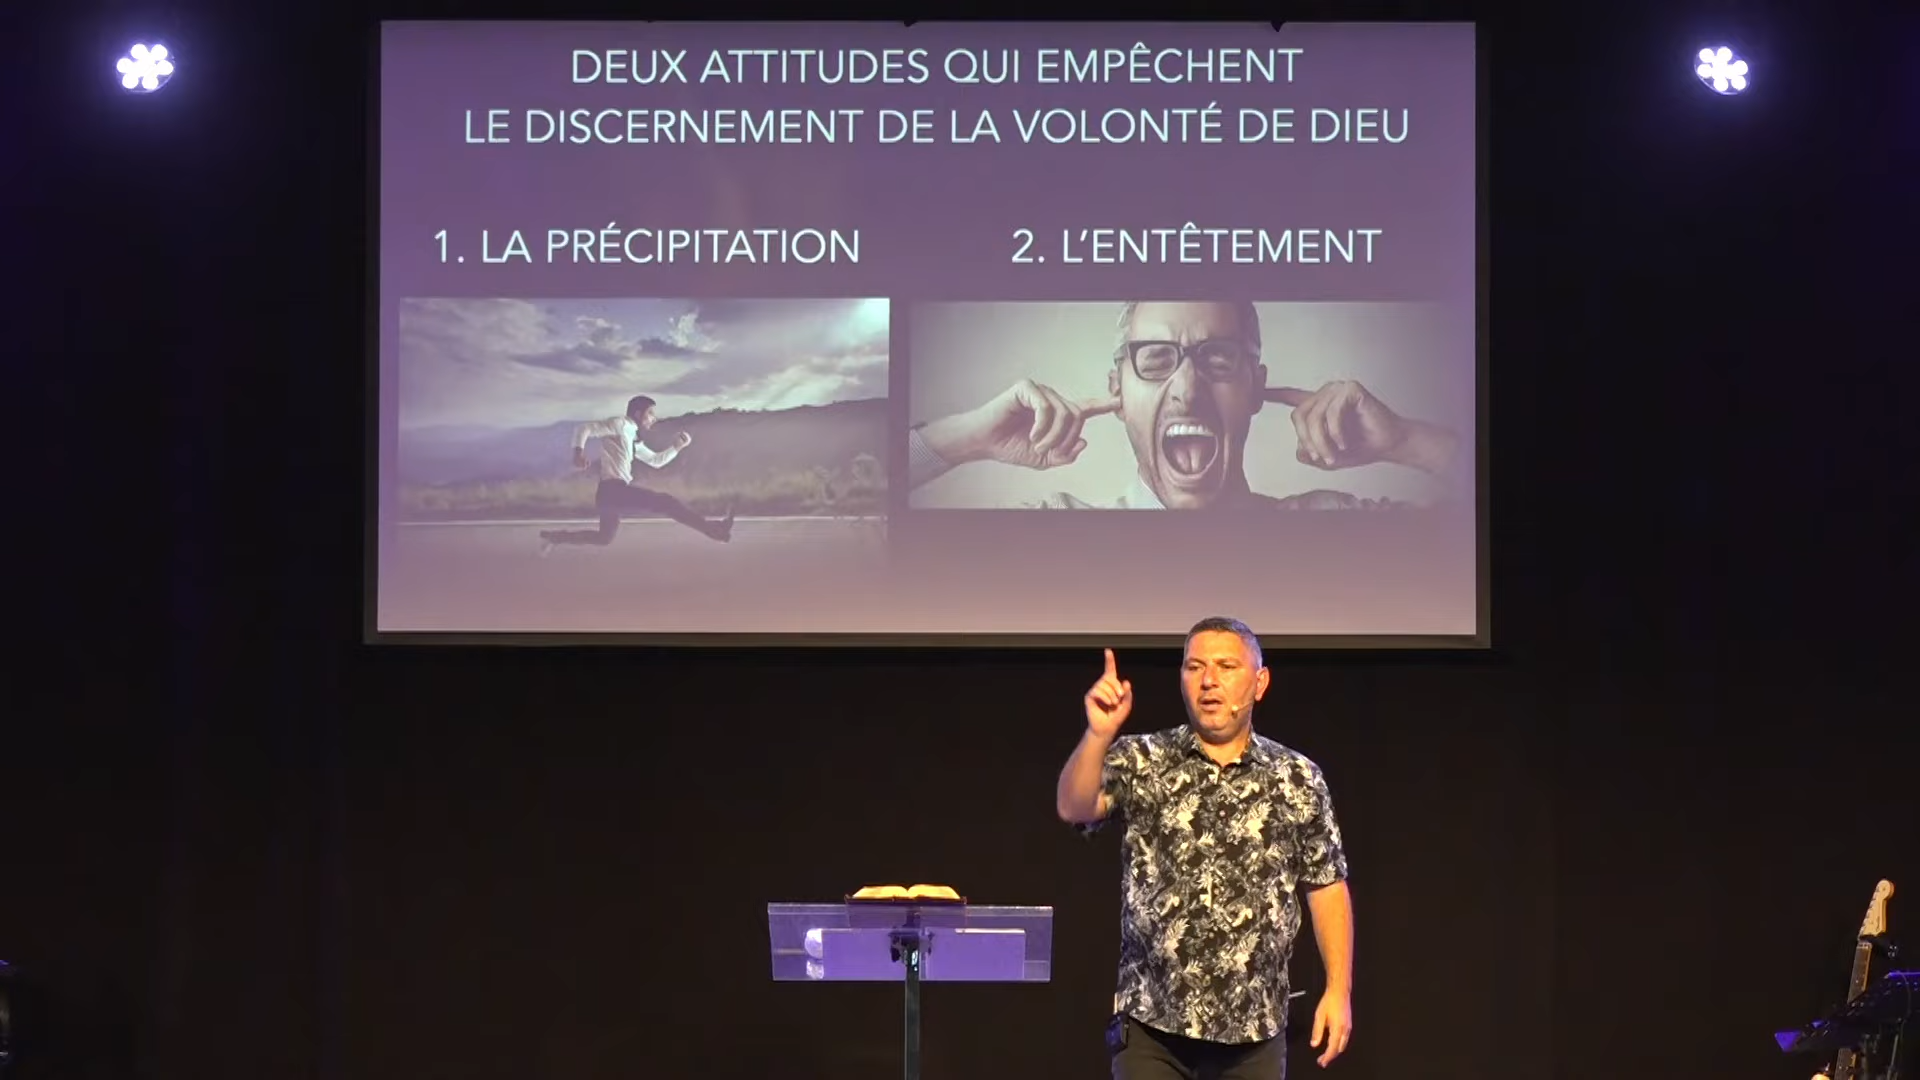 DEUX ATTITUDES QUI EMPÊCHENT
LE DISCERNEMENT DE LA VOLONTÉ DE DIEU
1. LA PRÉCIPITATION
2. L'ENTÊTEMENT